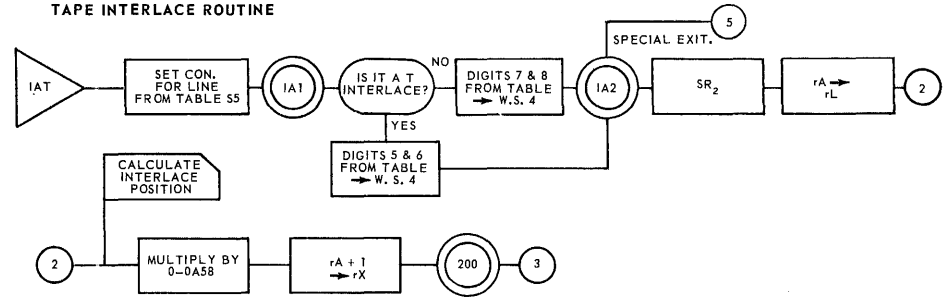 TAPE INTERLACE ROUTINE
IAT
SET CON.
FOR LINE
FROM TABLE S5
IA1
IS IT A T
INTERLACE?
NO
YES
DIGITS 7 & 8
FROM TABLE
→ W.S. 4
DIGITS 5 & 6
FROM TABLE
→ W. S. 4
IA2
SPECIAL EXIT.
5
SR₂
rA →
rL
2
CALCULATE
INTERLACE
POSITION
2
MULTIPLY BY
0-0A58
rA + 1
→ rX
200
3